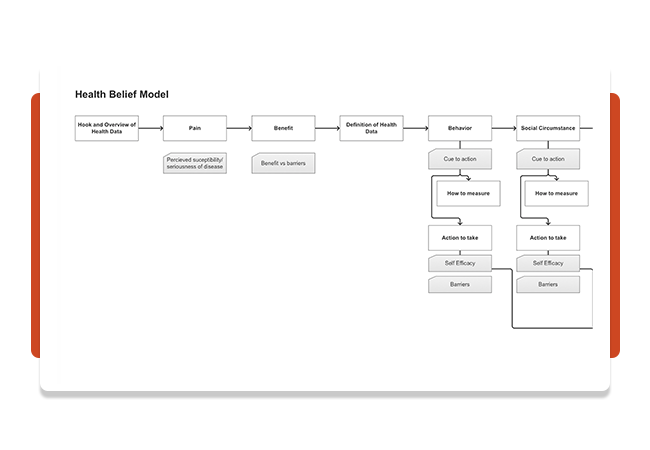 Health Belief Model
Hook and Overview of
Health Data
Pain
Benefit
Definition of Health
Data
Behavior
Social Circumstance
Percieved suceptibility/
seriousness of disease
Benefit vs barriers
Cue to action
Cue to action
How to measure
How to measure
Action to take
Action to take
Self Efficacy
Self Efficacy
Barriers
Barriers